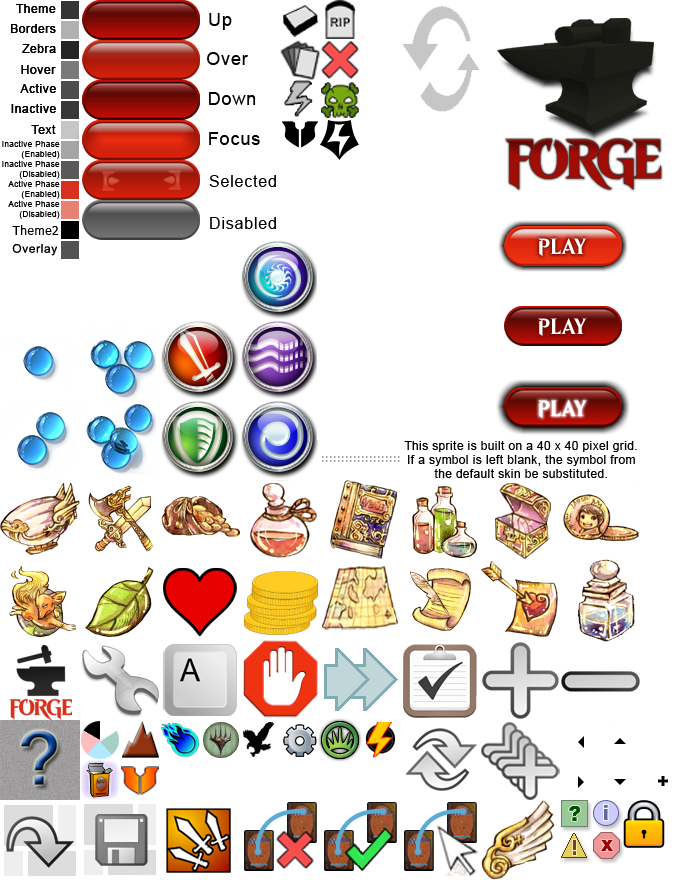 Theme
Borders
Zebra
Hover
Active
Inactive
Text
Inactive Phase
(Enabled)
Inactive Phase
(Disabled)
Active Phase
(Enabled)
Active Phase
(Disabled)
Theme2
Overlay
Up
Over
Down
Focus
Selected
Disabled
RIP
FORGE
PLAY
PLAY
PLAY
This sprite is built on a 40 x 40 pixel grid.
If a symbol is left blank, the symbol from
the default skin be substituted.
A
FORGE
?
?
i
!
x